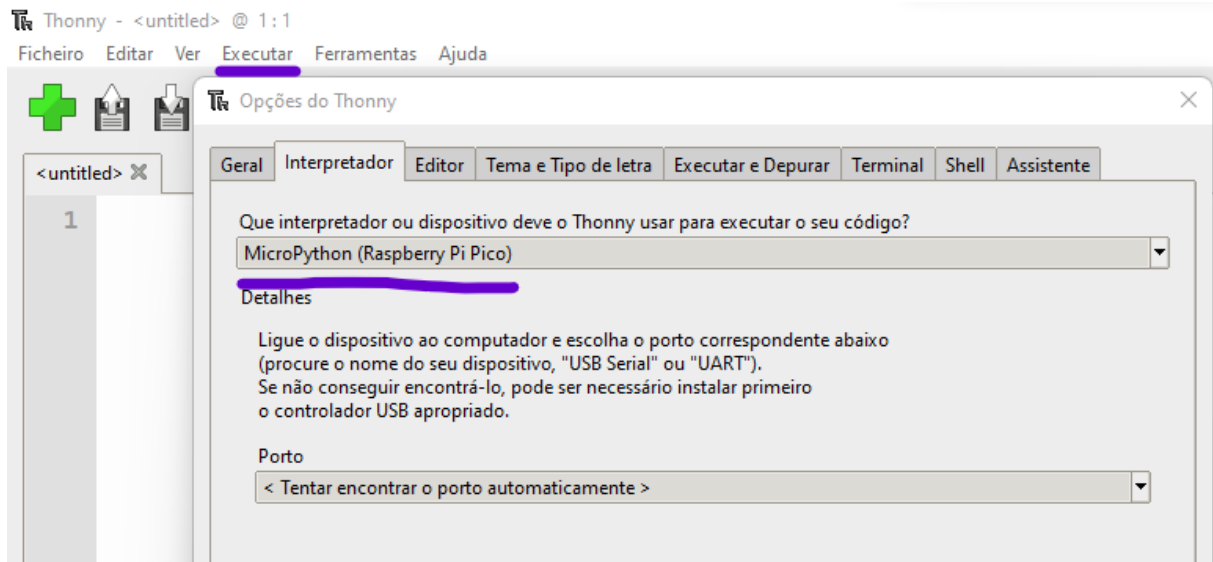 Thonny - <untitled> @ 1:1
Ficheiro Editar Ver Executar Ferramentas Ajuda
Opções do Thonny
<untitled>
Geral Interpretador Editor Tema e Tipo de letra Executar e Depurar Terminal Shell Assistente
1
Que interpretador ou dispositivo deve o Thonny usar para executar o seu código?
MicroPython (Raspberry Pi Pico)
Detalhes
Ligue o dispositivo ao computador e escolha o porto correspondente abaixo
(procure o nome do seu dispositivo, "USB Serial" ou "UART").
Se não conseguir encontrá-lo, pode ser necessário instalar primeiro
o controlador USB apropriado.
Porto
< Tentar encontrar o porto automaticamente >